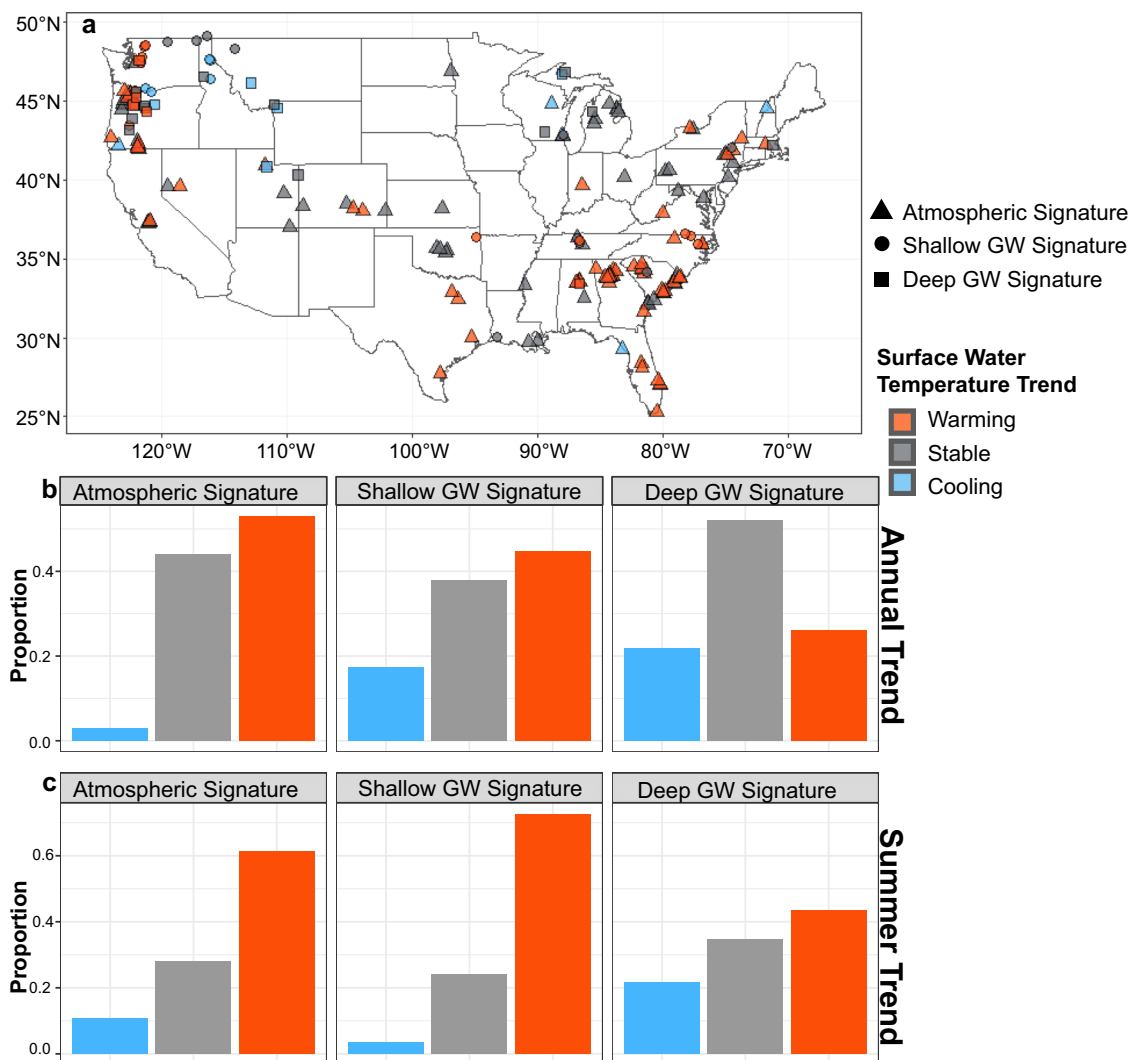 a
50°N
45°N
40°N
35°N
30°N
25°N
120°W
110°W
100°W
90°W
80°W
70°W
Atmospheric Signature
Shallow GW Signature
Deep GW Signature
Surface Water
Temperature Trend
Warming
Stable
Cooling
b
Atmospheric Signature
Shallow GW Signature
Deep GW Signature
Proportion
0.4
0.2
0.0
Annual Trend
c
Atmospheric Signature
Shallow GW Signature
Deep GW Signature
Proportion
0.6
0.4
0.2
0.0
Summer Trend